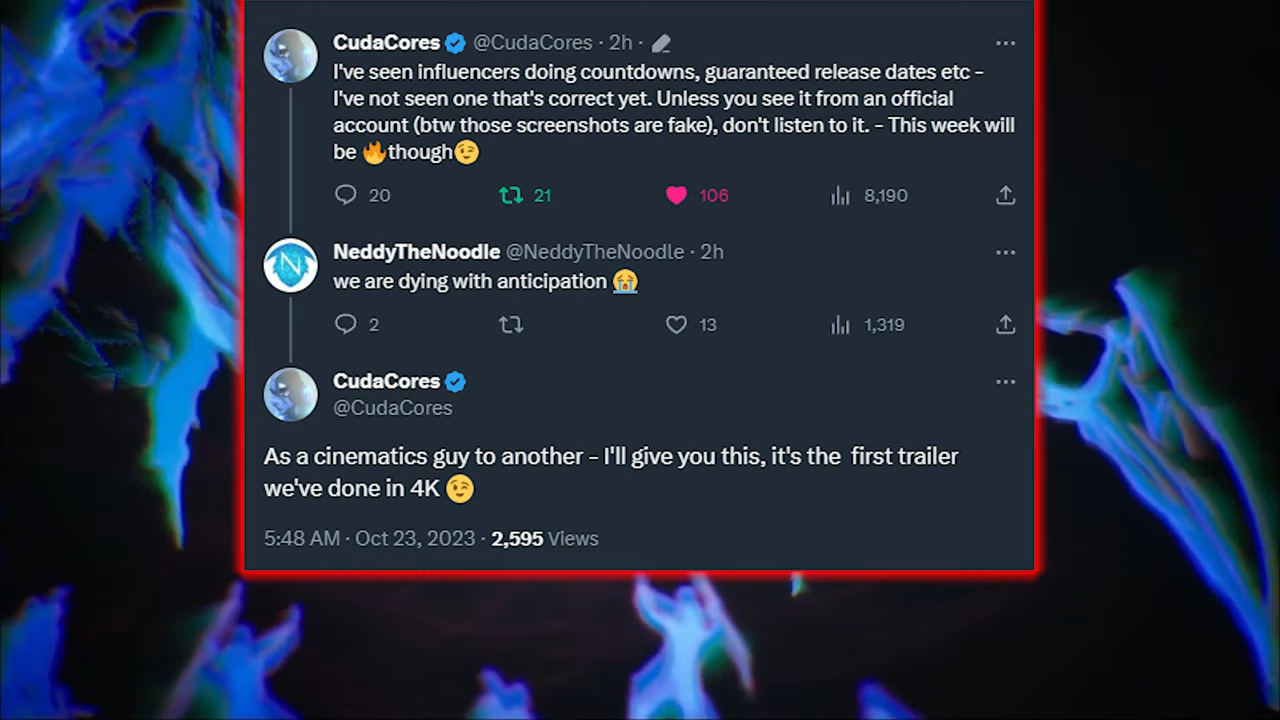 CudaCores @CudaCores · 2h ·
I've seen influencers doing countdowns, guaranteed release dates etc –
I've not seen one that's correct yet. Unless you see it from an official
account (btw those screenshots are fake), don't listen to it. – This week will
be 🔥though😉
20 21 106 8,190
NeddyTheNoodle @NeddyTheNoodle · 2h
we are dying with anticipation 😭
2 13 1,319
CudaCores
@CudaCores
As a cinematics guy to another – I'll give you this, it's the  first trailer
we've done in 4K 😉
5:48 AM · Oct 23, 2023 · 2,595 Views